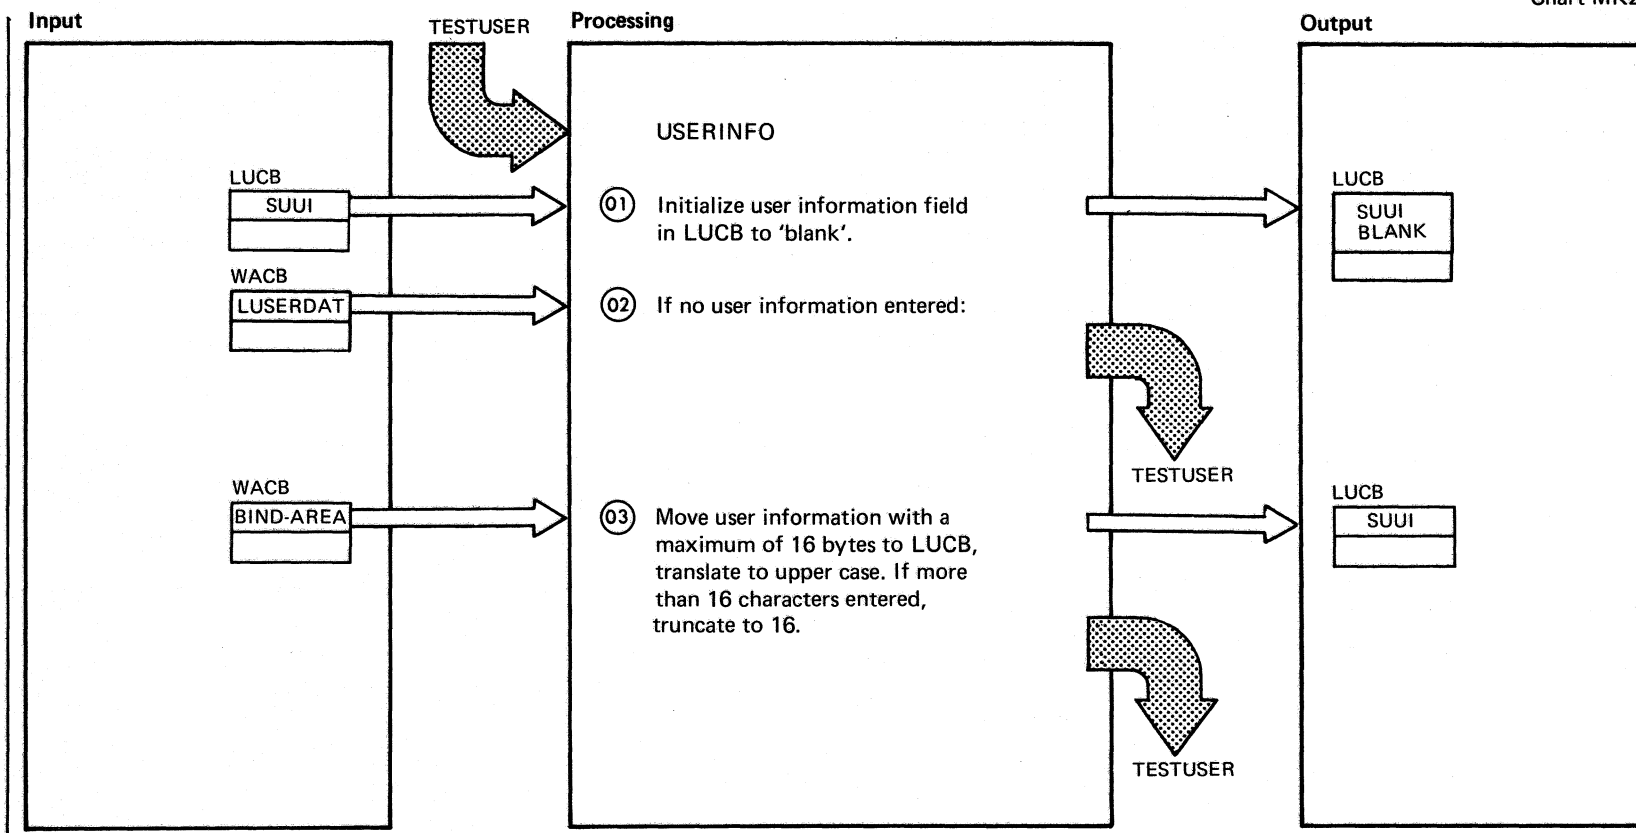 Chart MK2
Input
TESTUSER
Processing
Output
USERINFO
LUCB
SUUI
01 Initialize user information field
in LUCB to 'blank'.
LUCB
SUUI
BLANK
WACB
LUSERDAT
02 If no user information entered:
TESTUSER
WACB
BIND-AREA
03 Move user information with a
maximum of 16 bytes to LUCB,
translate to upper case. If more
than 16 characters entered,
truncate to 16.
LUCB
SUUI
TESTUSER